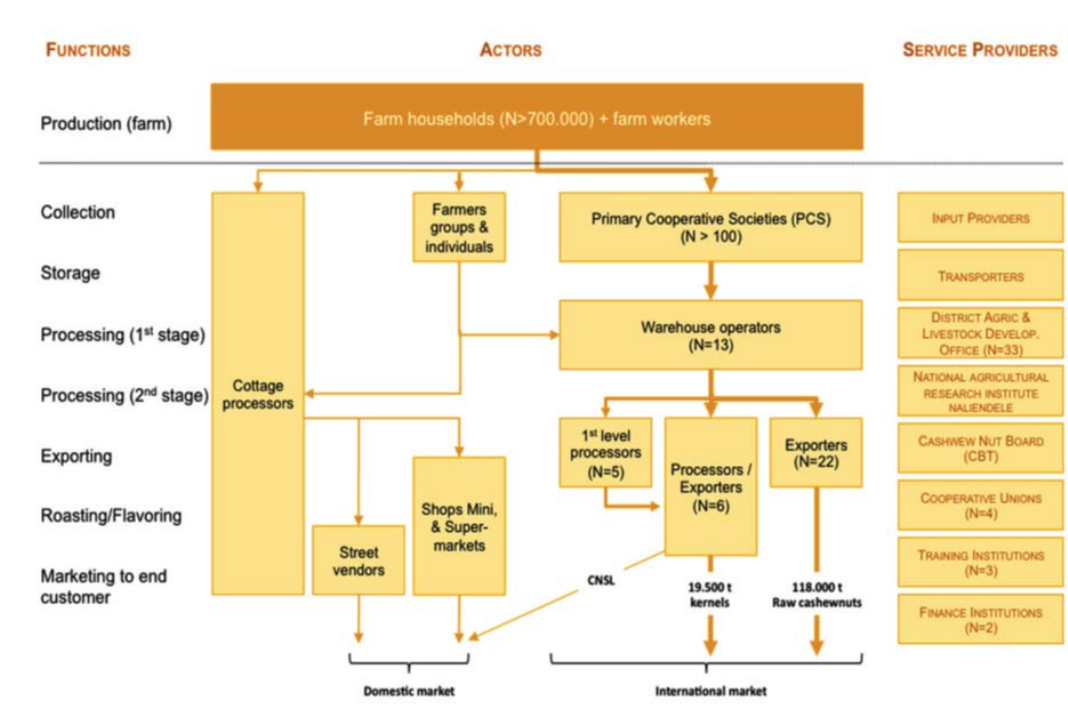 FUNCTIONS
ACTORS
SERVICE PROVIDERS
Production (farm)
Farm households (N>700.000) + farm workers
Collection
Storage
Processing (1st stage)
Processing (2nd stage)
Exporting
Roasting/Flavoring
Marketing to end
customer
Cottage
processors
Farmers
groups &
individuals
Primary Cooperative Societies (PCS)
(N > 100)
Warehouse operators
(N=13)
1st level
processors
(N=5)
Processors /
Exporters
(N=6)
Exporters
(N=22)
Shops Mini,
& Super-
markets
Street
vendors
CNSL
19.500 t
kernels
118.000 t
Raw cashewnuts
Domestic market
International market
INPUT PROVIDERS
TRANSPORTERS
DISTRICT AGRIC &
LIVESTOCK DEVELOP.
OFFICE (N=33)
NATIONAL AGRICULTURAL
RESEARCH INSTITUTE
NALIENDELE
CASHWEW NUT BOARD
(CBT)
COOPERATIVE UNIONS
(N=4)
TRAINING INSTITUTIONS
(N=3)
FINANCE INSTITUTIONS
(N=2)